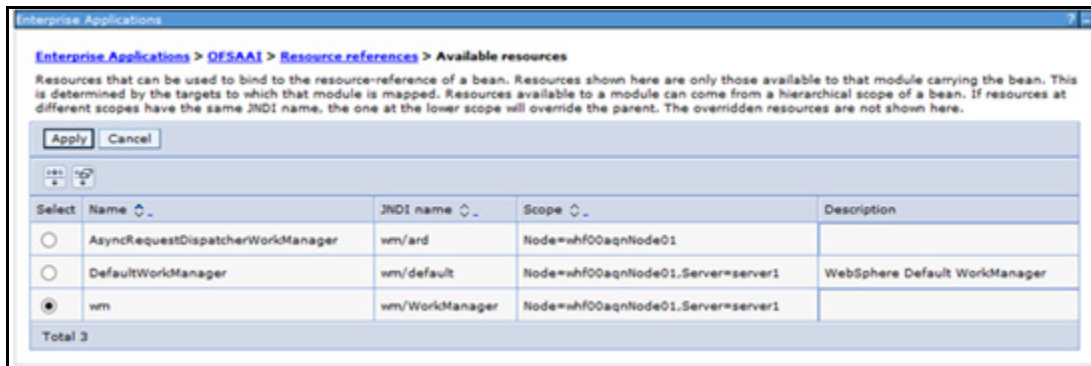 Enterprise Applications ? –
Enterprise Applications > OFSAAI > Resource references > Available resources
Resources that can be used to bind to the resource-reference of a bean. Resources shown here are only those available to that module carrying the bean. This
is determined by the targets to which that module is mapped. Resources available to a module can come from a hierarchical scope of a bean. If resources at
different scopes have the same JNDI name, the one at the lower scope will override the parent. The overridden resources are not shown here.
Apply Cancel
Select Name JNDI name Scope Description
AsyncRequestDispatcherWorkManager wm/ard Node=whf00aqnNode01
DefaultWorkManager wm/default Node=whf00aqnNode01,Server=server1 WebSphere Default WorkManager
wm wm/WorkManager Node=whf00aqnNode01,Server=server1
Total 3